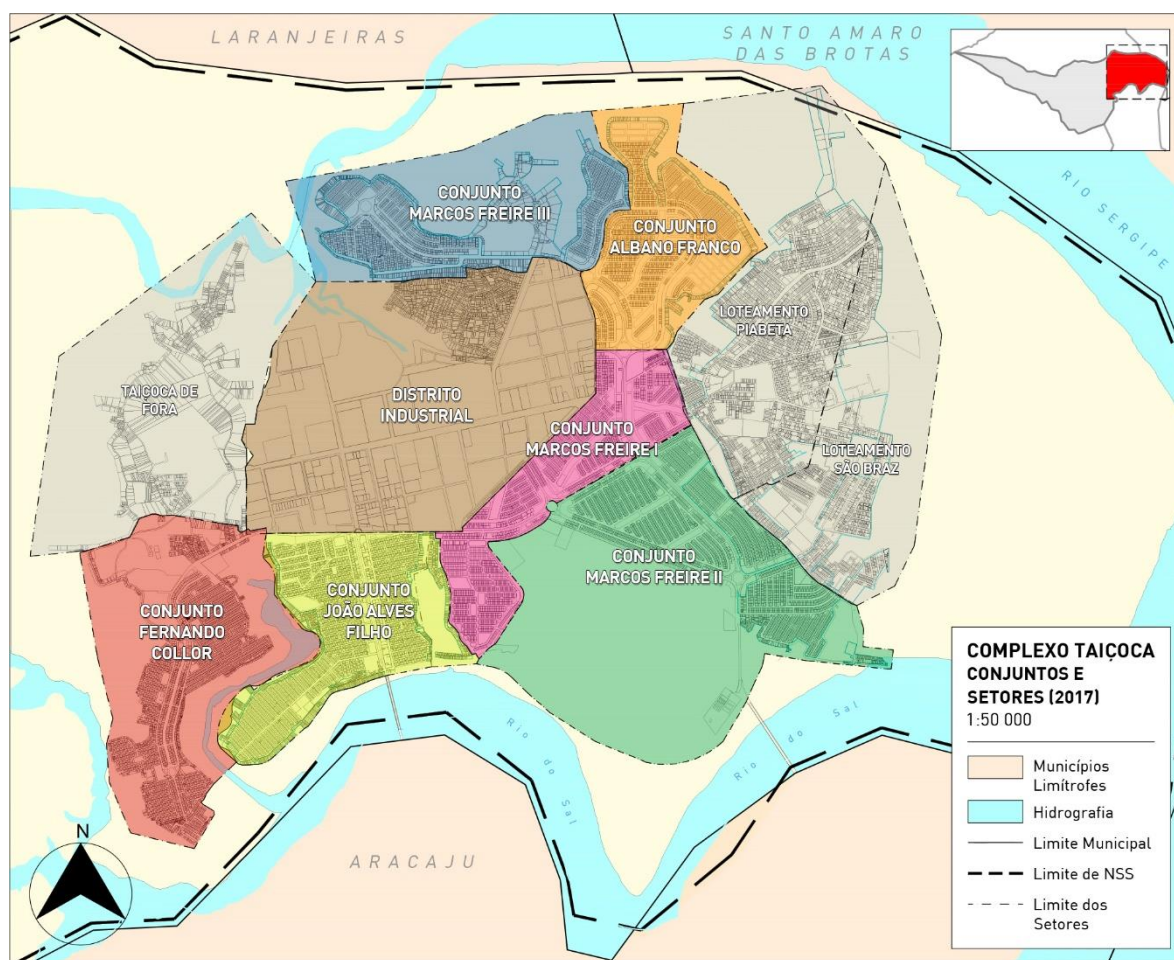 LARANJEIRAS
SANTO AMARO
DAS BROTAS
RIO SERGIPE
CONJUNTO
MARCOS FREIRE III
CONJUNTO
ALBANO FRANCO
LOTEAMENTO
PIABETA
TAIÇOCA DE
FORA
DISTRITO
INDUSTRIAL
CONJUNTO
MARCOS FREIRE I
LOTEAMENTO
SÃO BRAZ
CONJUNTO
MARCOS FREIRE II
CONJUNTO
JOÃO ALVES
FILHO
CONJUNTO
FERNANDO
COLLOR
Rio do Sal
Rio do Sal
ARACAJU
N
COMPLEXO TAIÇOCA
CONJUNTOS E
SETORES (2017)
1:50 000
Municípios
Limítrofes
Hidrografia
Limite Municipal
Limite de NSS
Limite dos
Setores